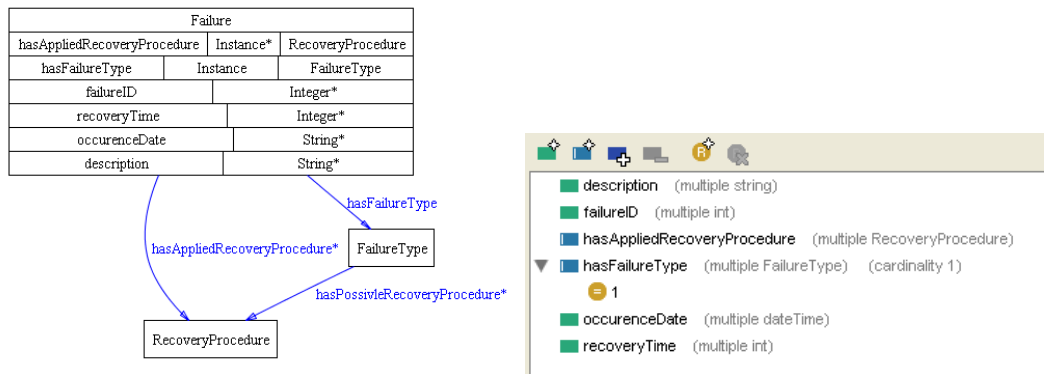 Failure
hasAppliedRecoveryProcedure Instance* RecoveryProcedure
hasFailureType Instance FailureType
failureID Integer*
recoveryTime Integer*
occurenceDate String*
description String*
hasFailureType
hasAppliedRecoveryProcedure*
FailureType
hasPossivleRecoveryProcedure*
RecoveryProcedure
R
description (multiple string)
failureID (multiple int)
hasAppliedRecoveryProcedure (multiple RecoveryProcedure)
hasFailureType (multiple FailureType) (cardinality 1)
= 1
occurenceDate (multiple dateTime)
recoveryTime (multiple int)